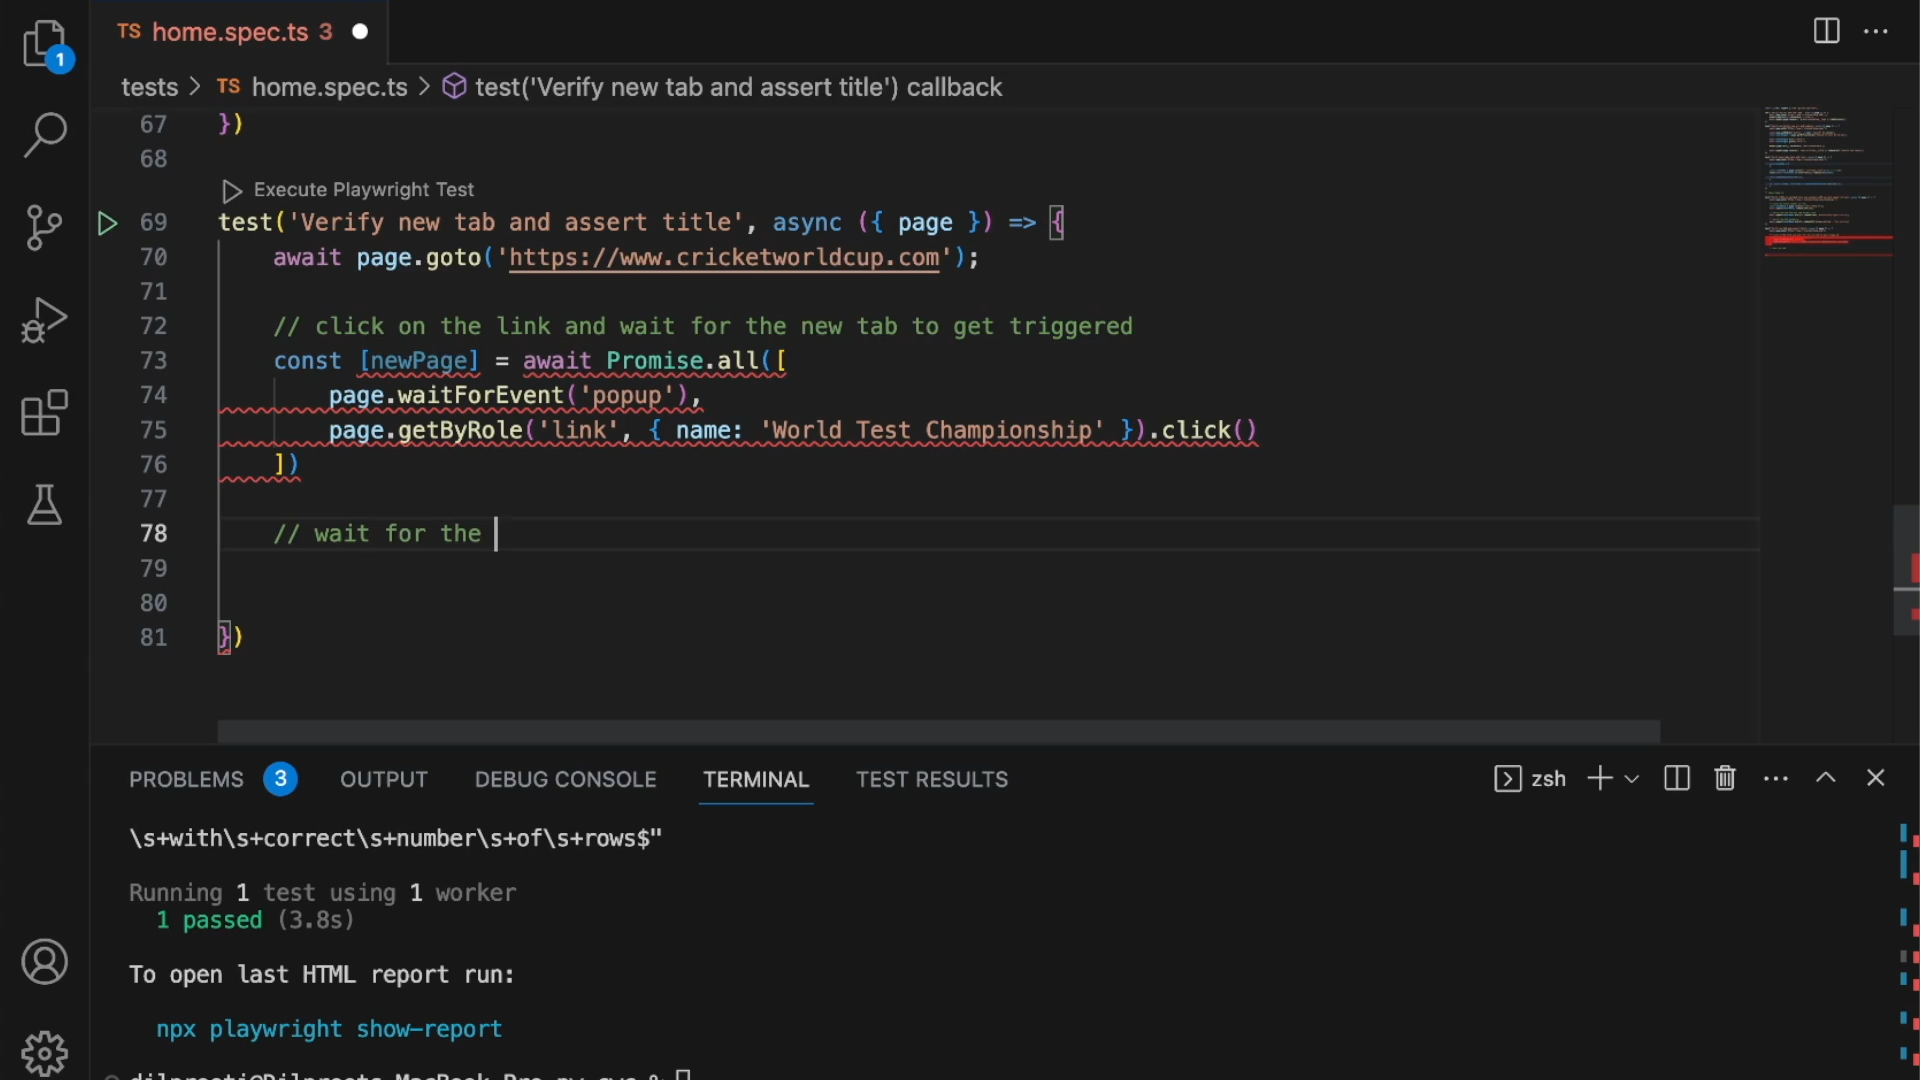 1
TS home.spec.ts 3
tests > TS home.spec.ts > test('Verify new tab and assert title') callback
67 })
68
Execute Playwright Test
69 test('Verify new tab and assert title', async ({ page }) => {
70 await page.goto('https://www.cricketworldcup.com');
71
72 // click on the link and wait for the new tab to get triggered
73 const [newPage] = await Promise.all([
74 page.waitForEvent('popup'),
75 page.getByRole('link', { name: 'World Test Championship' }).click()
76 ])
77
78 // wait for the
79
80
81 })
PROBLEMS 3 OUTPUT DEBUG CONSOLE TERMINAL TEST RESULTS zsh
\s+with\s+correct\s+number\s+of\s+rows$"
Running 1 test using 1 worker
1 passed (3.8s)
To open last HTML report run:
npx playwright show-report